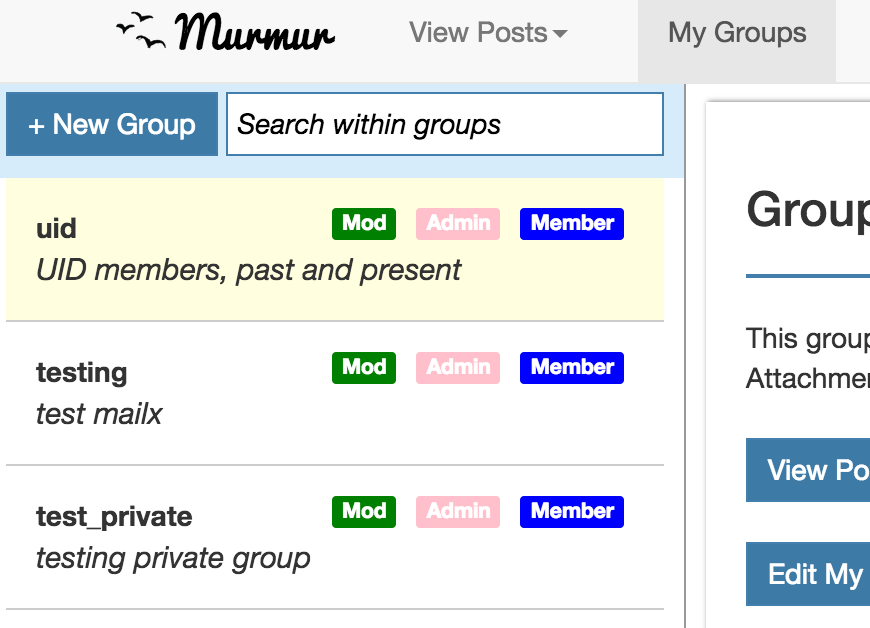 Murmur View Posts My Groups
+ New Group Search within groups
uid Mod Admin Member
UID members, past and present
testing Mod Admin Member
test mailx
test_private Mod Admin Member
testing private group
Group
This group
Attachmen
View Po
Edit My